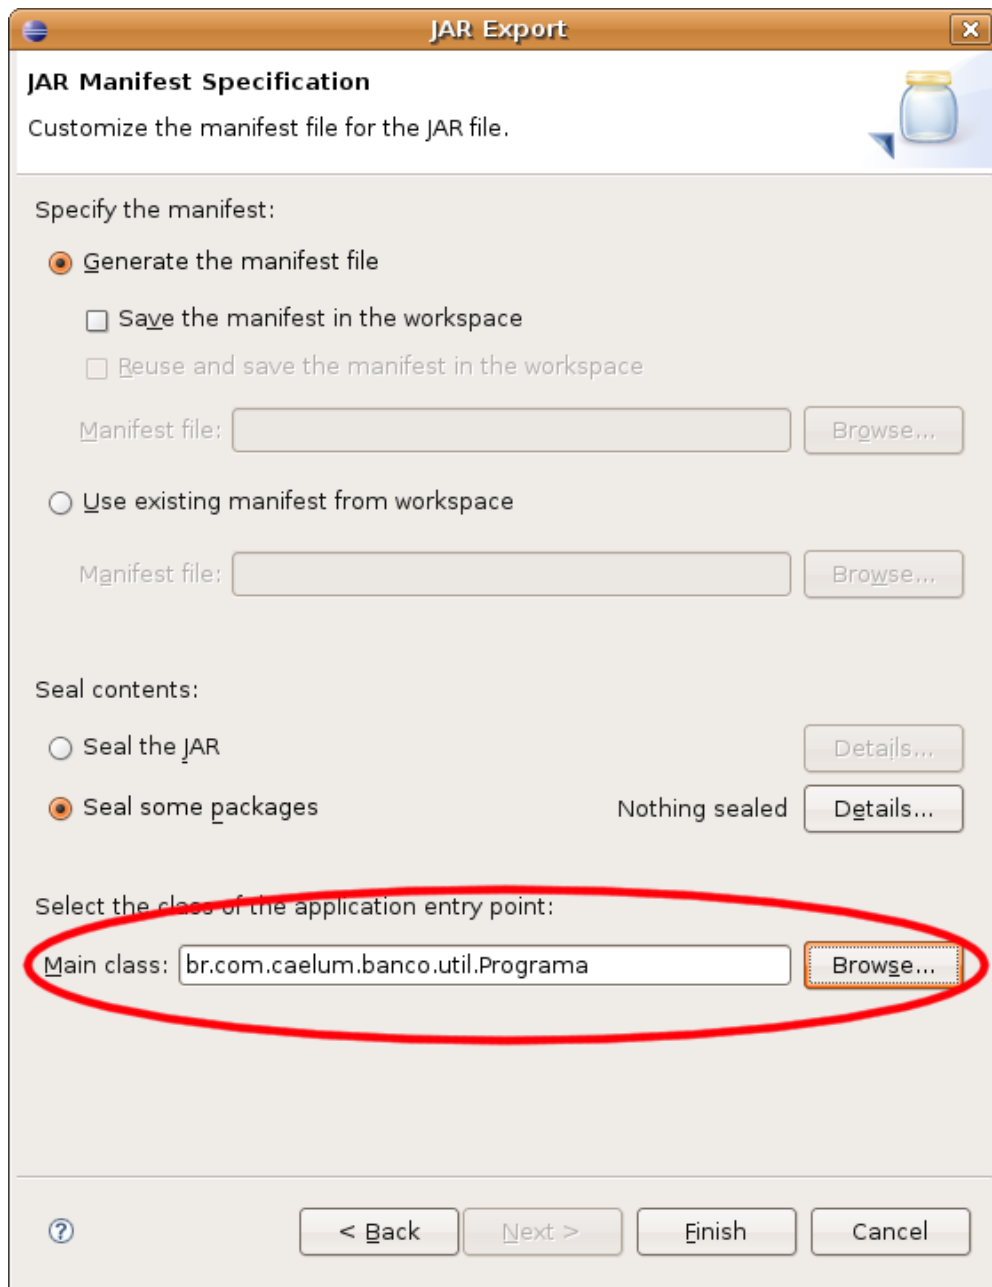 JAR Export
JAR Manifest Specification
Customize the manifest file for the JAR file.
Specify the manifest:
Generate the manifest file
Save the manifest in the workspace
Reuse and save the manifest in the workspace
Manifest file: Browse...
Use existing manifest from workspace
Manifest file: Browse...
Seal contents:
Seal the JAR Details...
Seal some packages Nothing sealed Details...
Select the class of the application entry point:
Main class: br.com.caelum.banco.util.Programa Browse...
? < Back Next > Finish Cancel